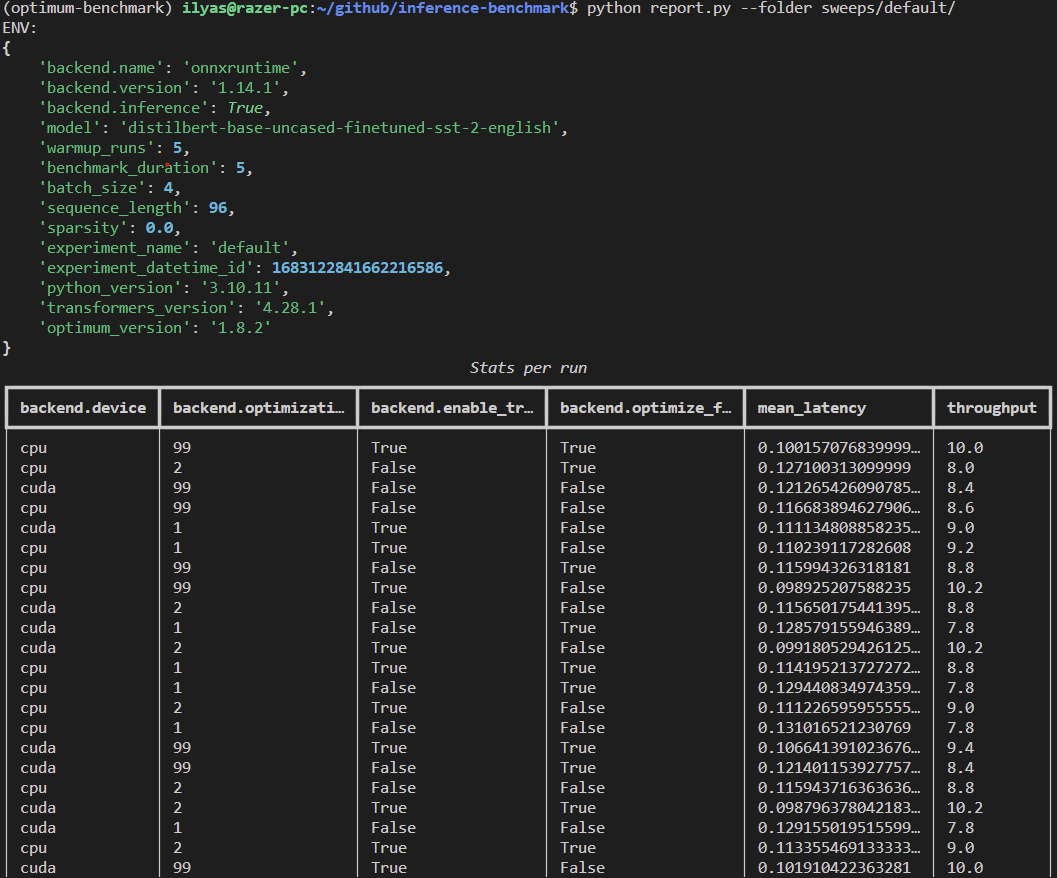 (optimum-benchmark) ilyas@razer-pc:~/github/inference-benchmark$ python report.py --folder sweeps/default/
ENV:
{
    'backend.name': 'onnxruntime',
    'backend.version': '1.14.1',
    'backend.inference': True,
    'model': 'distilbert-base-uncased-finetuned-sst-2-english',
    'warmup_runs': 5,
    'benchmark_duration': 5,
    'batch_size': 4,
    'sequence_length': 96,
    'sparsity': 0.0,
    'experiment_name': 'default',
    'experiment_datetime_id': 1683122841662216586,
    'python_version': '3.10.11',
    'transformers_version': '4.28.1',
    'optimum_version': '1.8.2'
}
Stats per run
backend.device backend.optimizati… backend.enable_tr… backend.optimize_f… mean_latency throughput
cpu 99 True True 0.100157076839999… 10.0
cpu 2 False True 0.127100313099999 8.0
cuda 99 False False 0.121265426090785… 8.4
cpu 99 False False 0.116683894627906… 8.6
cuda 1 True False 0.111134808858235… 9.0
cpu 1 True False 0.110239117282608 9.2
cpu 99 False True 0.115994326318181 8.8
cpu 99 True False 0.098925207588235 10.2
cuda 2 False False 0.115650175441395… 8.8
cuda 1 False True 0.128579155946389… 7.8
cuda 2 True False 0.099180529426125… 10.2
cpu 1 True True 0.114195213727272… 8.8
cpu 1 False True 0.129440834974359… 7.8
cpu 2 True False 0.111226595955555… 9.0
cpu 1 False False 0.131016521230769 7.8
cuda 99 True True 0.106641391023676… 9.4
cuda 99 False True 0.121401153927757… 8.4
cpu 2 False False 0.115943716363636… 8.8
cuda 2 True True 0.098796378042183… 10.2
cuda 1 False False 0.129155019515599… 7.8
cpu 2 True True 0.113355469133333… 9.0
cuda 99 True False 0.101910422363281 10.0